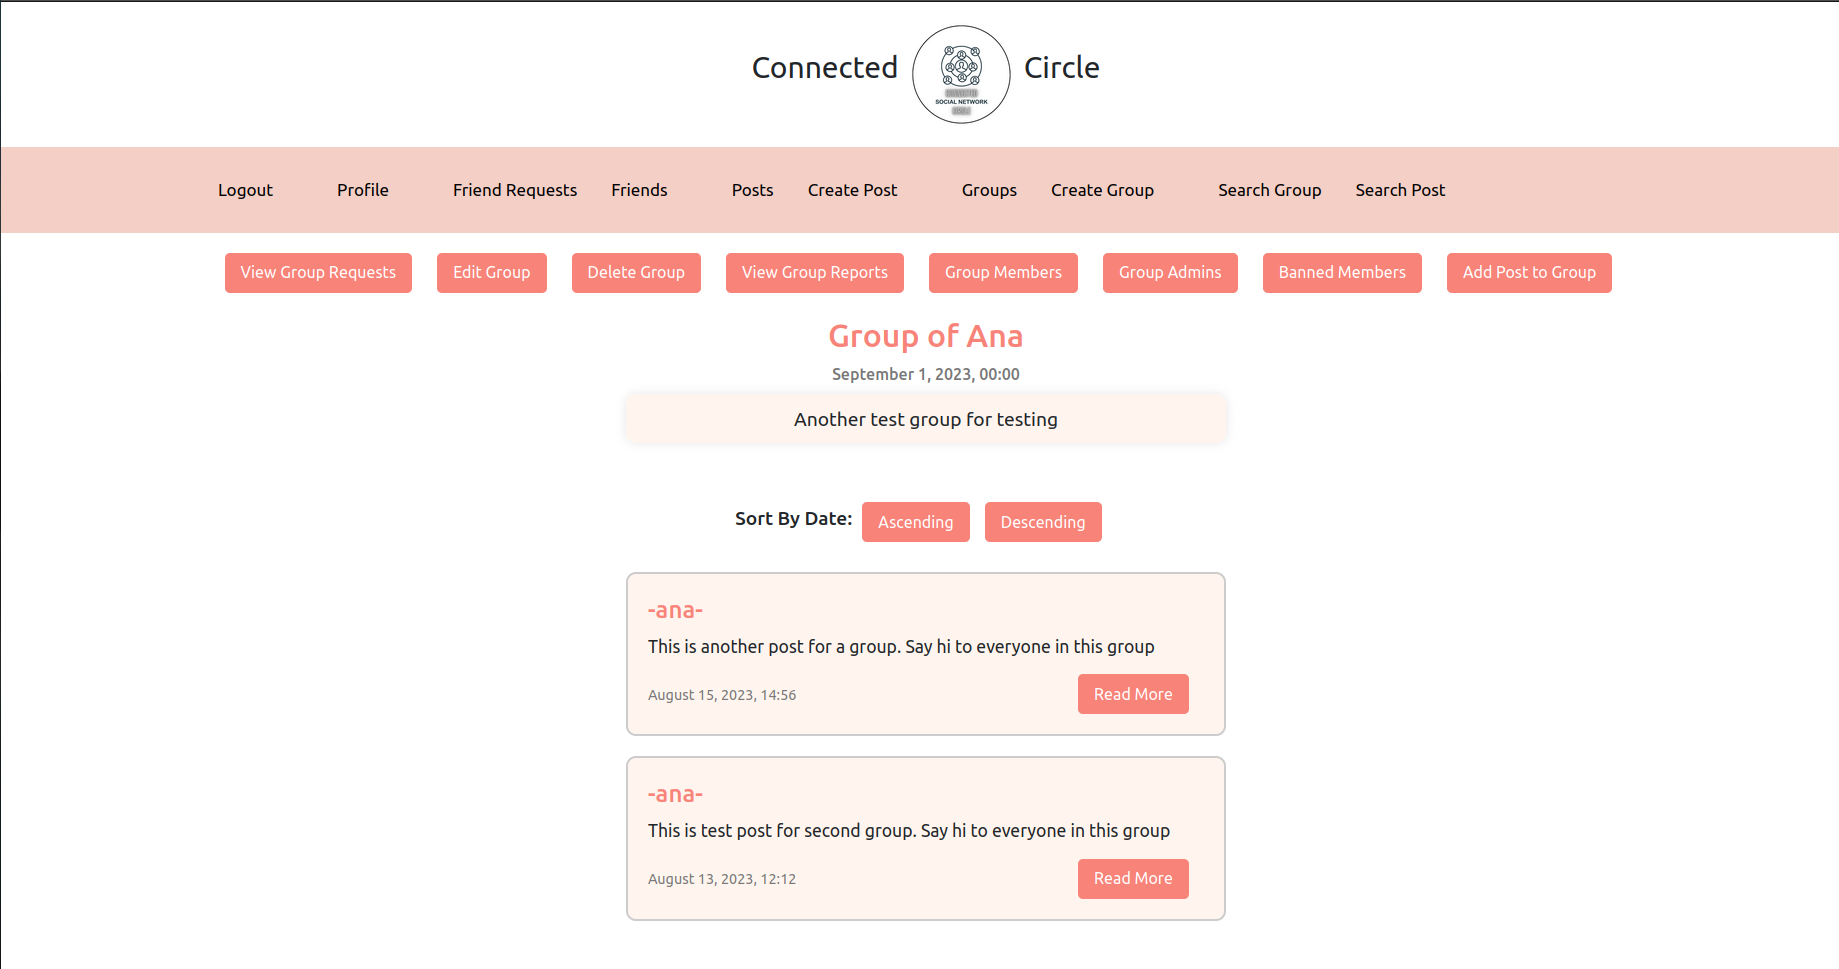 Connected Circle
SOCIAL NETWORK
Logout Profile Friend Requests Friends Posts Create Post Groups Create Group Search Group Search Post
View Group Requests Edit Group Delete Group View Group Reports Group Members Group Admins Banned Members Add Post to Group
Group of Ana
September 1, 2023, 00:00
Another test group for testing
Sort By Date: Ascending Descending
-ana-
This is another post for a group. Say hi to everyone in this group
August 15, 2023, 14:56 Read More
-ana-
This is test post for second group. Say hi to everyone in this group
August 13, 2023, 12:12 Read More